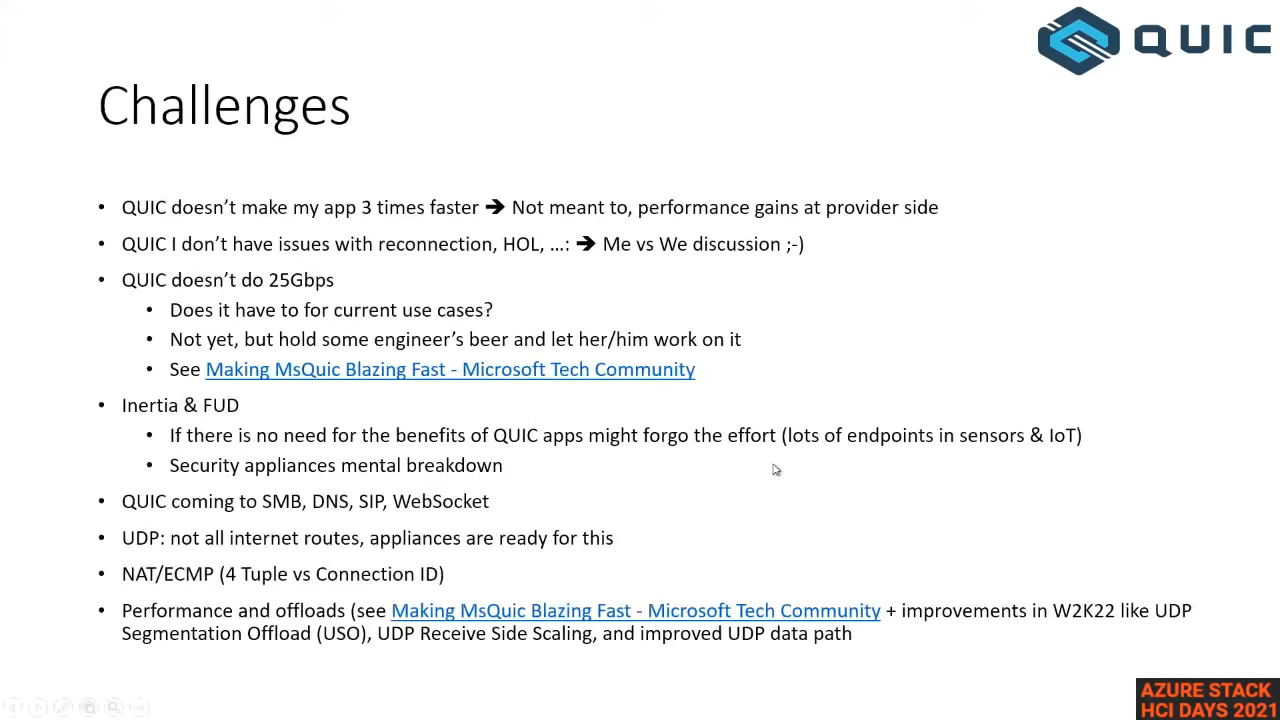 QUIC
Challenges
• QUIC doesn’t make my app 3 times faster 🡺 Not meant to, performance gains at provider side
• QUIC I don’t have issues with reconnection, HOL, …: 🡺 Me vs We discussion ;-)
• QUIC doesn’t do 25Gbps
• Does it have to for current use cases?
• Not yet, but hold some engineer’s beer and let her/him work on it
• See Making MsQuic Blazing Fast - Microsoft Tech Community
• Inertia & FUD
• If there is no need for the benefits of QUIC apps might forgo the effort (lots of endpoints in sensors & IoT)
• Security appliances mental breakdown
• QUIC coming to SMB, DNS, SIP, WebSocket
• UDP: not all internet routes, appliances are ready for this
• NAT/ECMP (4 Tuple vs Connection ID)
• Performance and offloads (see Making MsQuic Blazing Fast - Microsoft Tech Community + improvements in W2K22 like UDP
Segmentation Offload (USO), UDP Receive Side Scaling, and improved UDP data path
AZURE STACK
HCI DAYS 2021